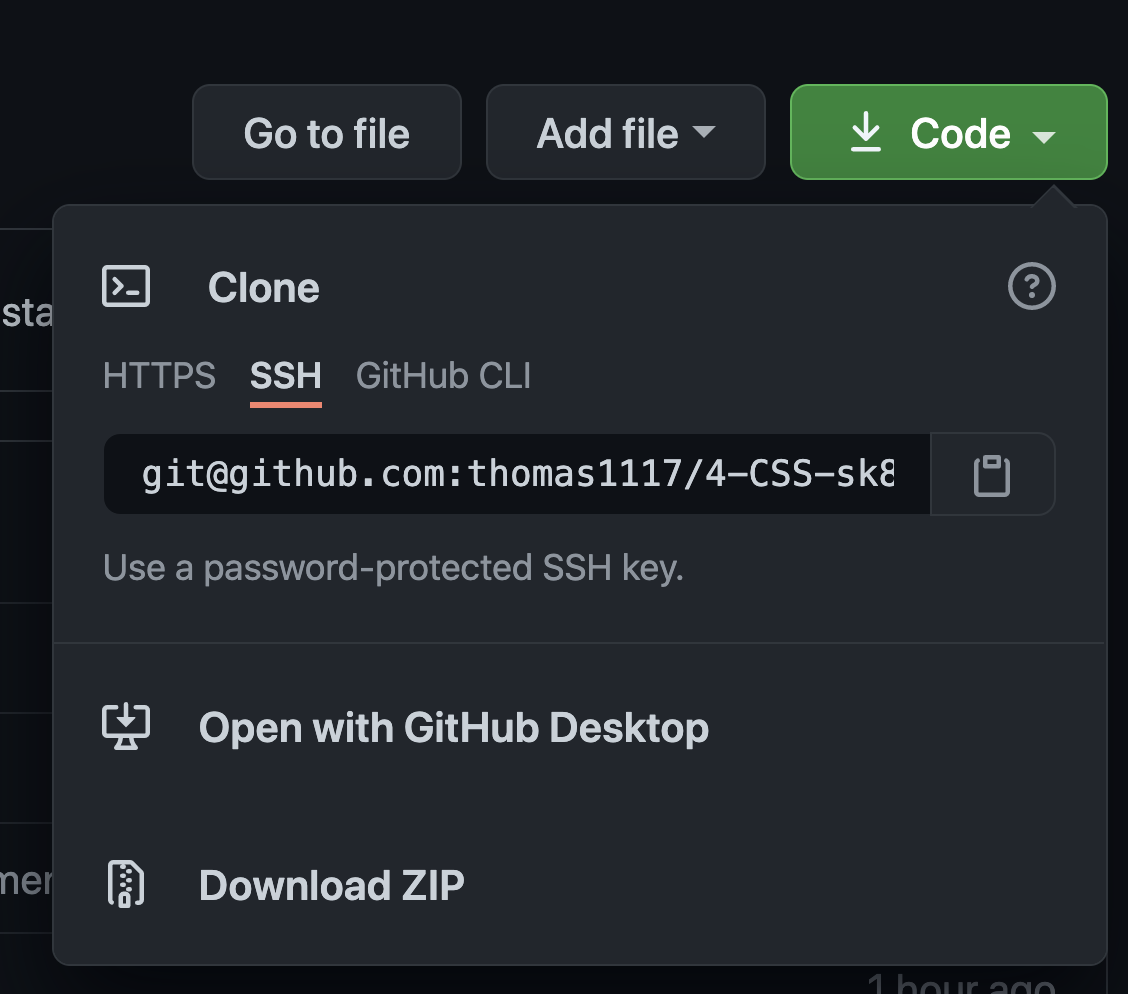 Go to file Add file Code
sta
Clone
HTTPS SSH GitHub CLI
git@github.com:thomas1117/4-CSS-sk8
Use a password-protected SSH key.
Open with GitHub Desktop
Download ZIP
mer
1 hour ago